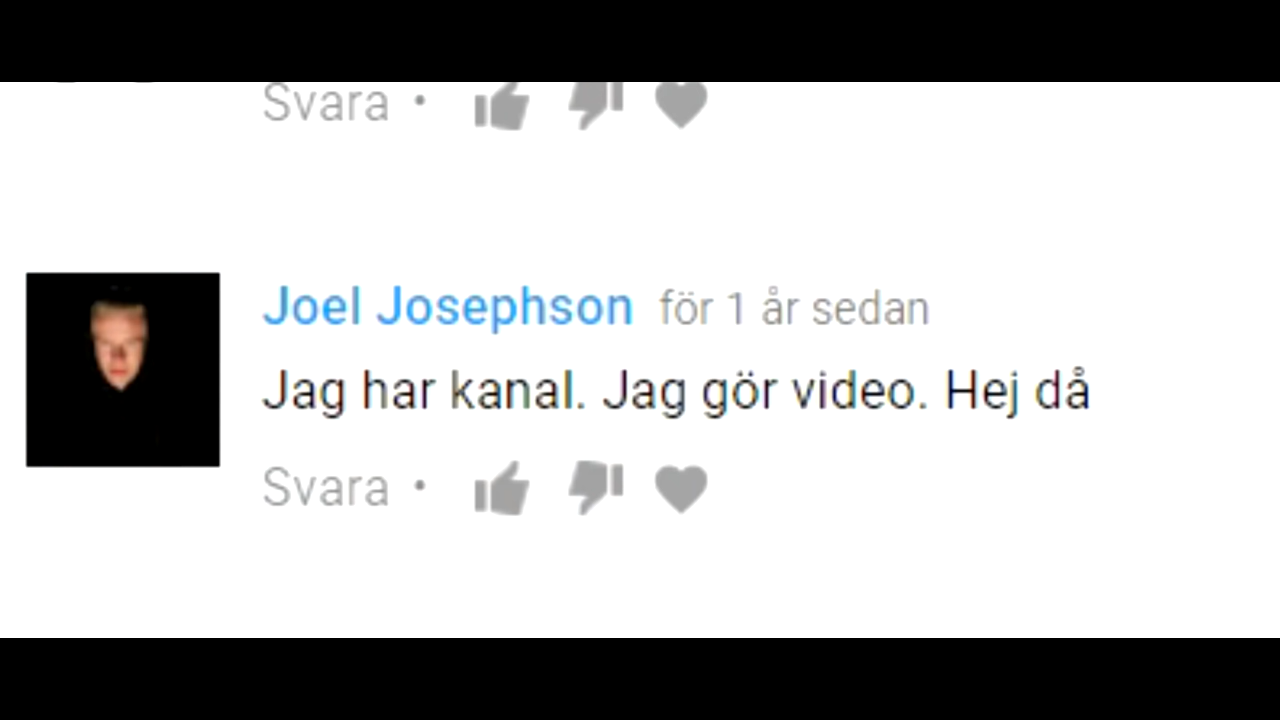 Svara •
Joel Josephson för 1 år sedan
Jag har kanal. Jag gör video. Hej då
Svara •